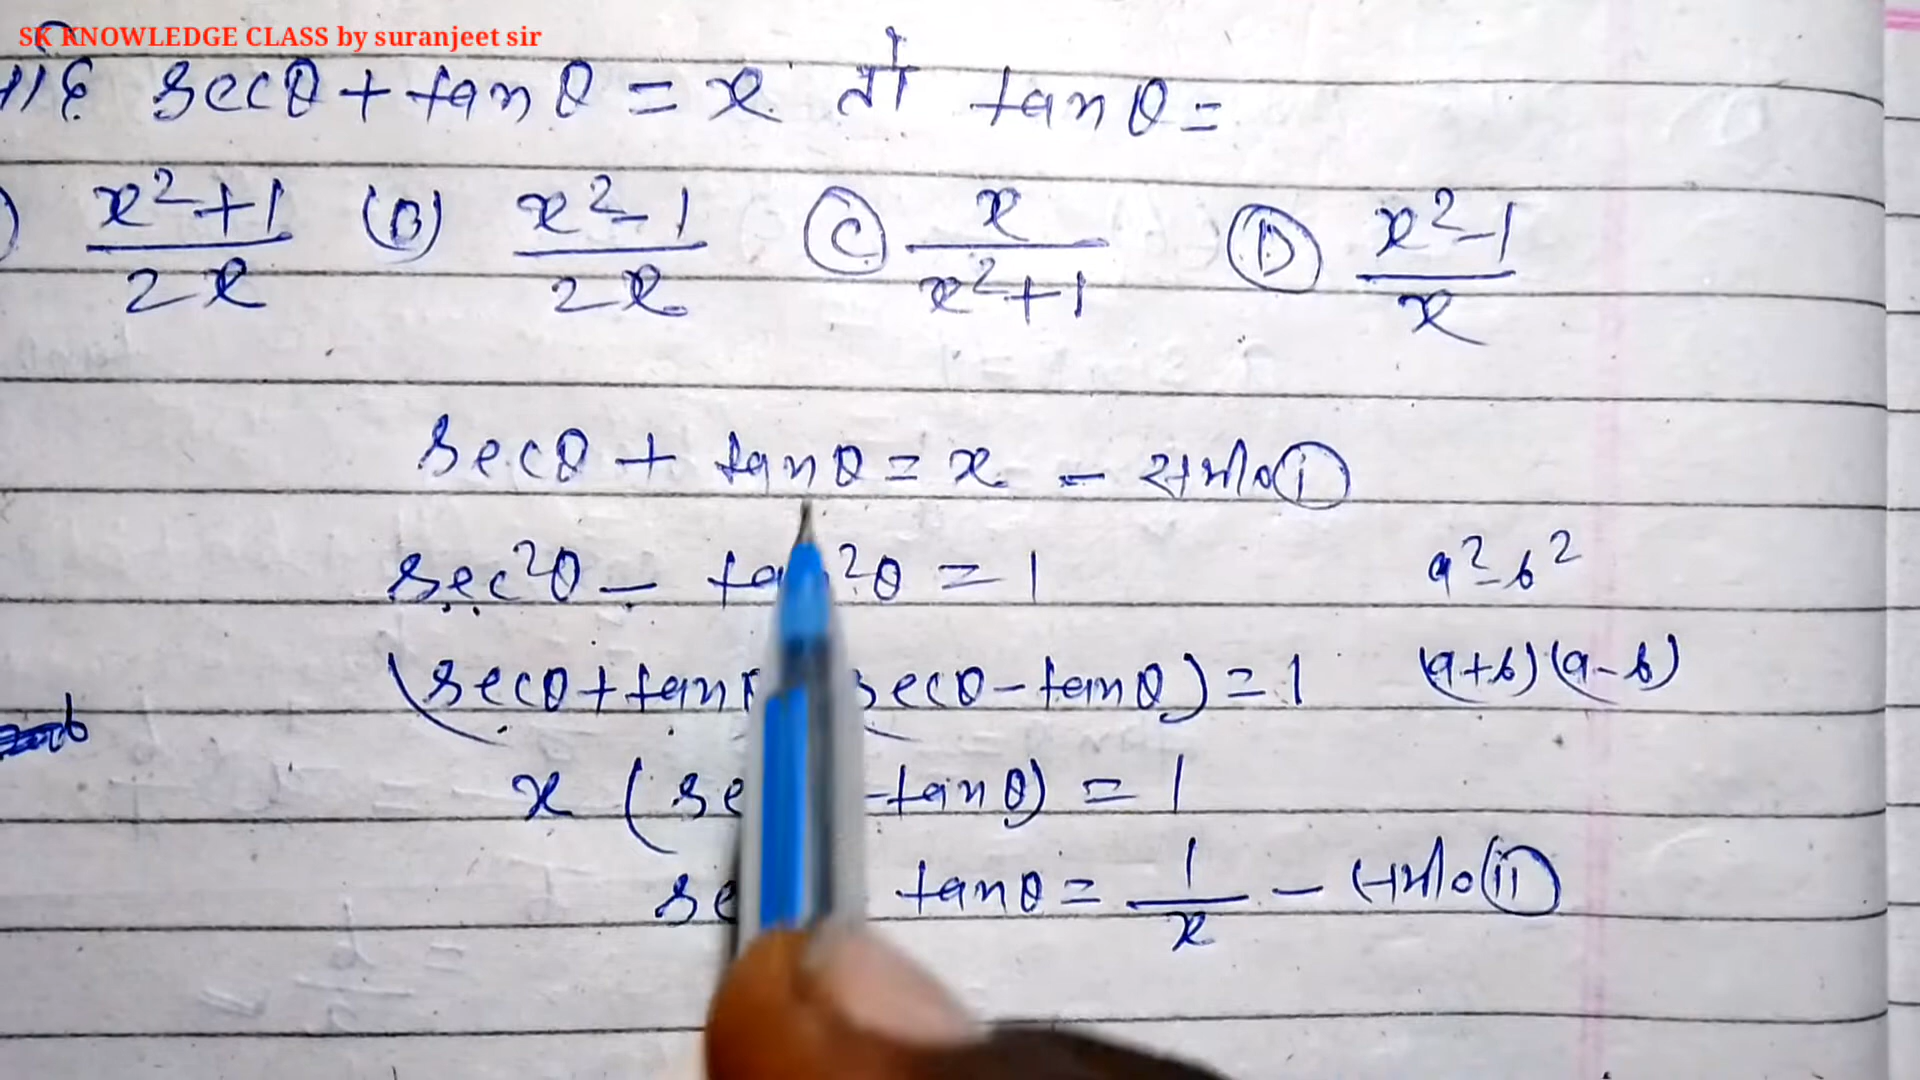 SK KNOWLEDGE CLASS by suranjeet sir
यदि secθ + tanθ = x तो tanθ =
) x²+1/2x (B) x²-1/2x (C) x/x²+1 (D) x²-1/x
secθ + tanθ = x - समी० (i)
sec²θ - tan²θ = 1 a²-b²
(secθ+tan secθ-tanθ) = 1 (a+b)(a-b)
x ( -tanθ) = 1
tanθ = 1/x - समी० (ii)